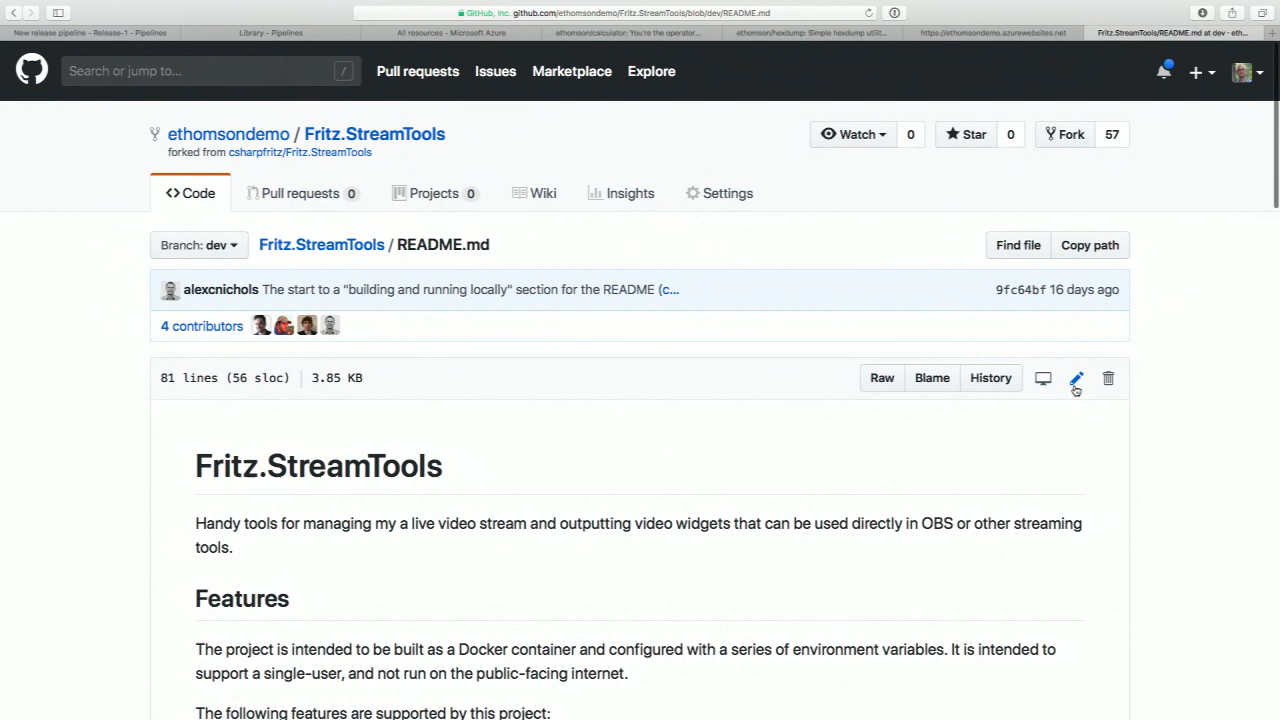 GitHub, Inc. github.com/ethomsondemo/Fritz.StreamTools/blob/dev/README.md
New release pipeline - Release-1 - Pipelines
Library - Pipelines
All resources - Microsoft Azure
ethomson/calculator: You're the operator...
ethomson/hexdump: Simple hexdump utilit...
https://ethomsondemo.azurewebsites.net
Fritz.StreamTools/README.md at dev - eth...
Search or jump to...
/
Pull requests
Issues
Marketplace
Explore
ethomsondemo / Fritz.StreamTools
forked from csharpfritz/Fritz.StreamTools
Watch
0
Star
0
Fork
57
Code
Pull requests 0
Projects 0
Wiki
Insights
Settings
Branch: dev
Fritz.StreamTools / README.md
Find file
Copy path
alexcnichols The start to a "building and running locally" section for the README (c...
9fc64bf 16 days ago
4 contributors
81 lines (56 sloc)
3.85 KB
Raw
Blame
History
Fritz.StreamTools
Handy tools for managing my a live video stream and outputting video widgets that can be used directly in OBS or other streaming
tools.
Features
The project is intended to be built as a Docker container and configured with a series of environment variables. It is intended to
support a single-user, and not run on the public-facing internet.
The following features are supported by this project: